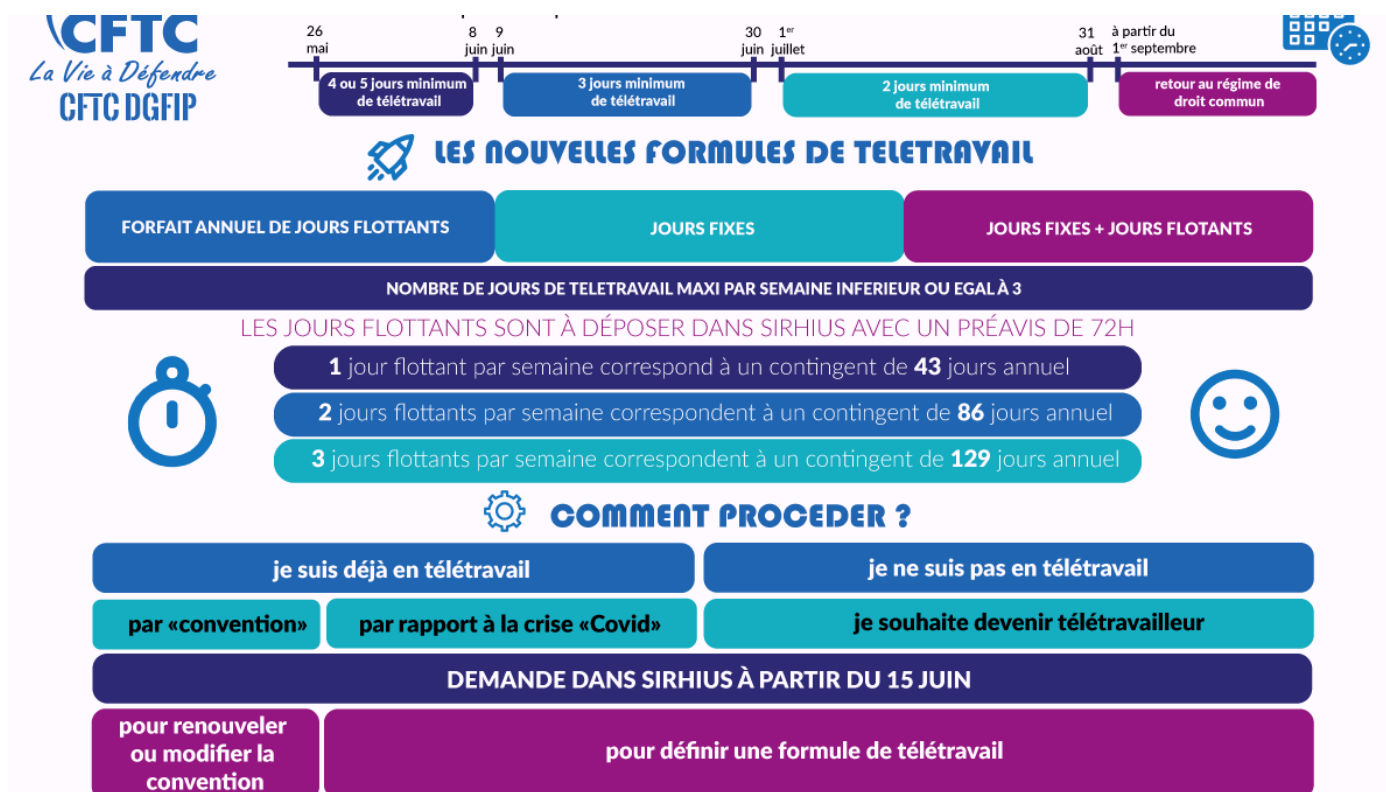 CFTC
La Vie à Défendre
CFTC DGFIP
26 mai
8 juin
9 juin
30 juin
1er juillet
31 août
à partir du 1er septembre
4 ou 5 jours minimum
de télétravail
3 jours minimum
de télétravail
2 jours minimum
de télétravail
retour au régime de
droit commun
LES NOUVELLES FORMULES DE TELETRAVAIL
FORFAIT ANNUEL DE JOURS FLOTTANTS
JOURS FIXES
JOURS FIXES + JOURS FLOTANTS
NOMBRE DE JOURS DE TELETRAVAIL MAXI PAR SEMAINE INFERIEUR OU EGAL À 3
LES JOURS FLOTTANTS SONT À DÉPOSER DANS SIRHIUS AVEC UN PRÉAVIS DE 72H
1 jour flottant par semaine correspond à un contingent de 43 jours annuel
2 jours flottants par semaine correspondent à un contingent de 86 jours annuel
3 jours flottants par semaine correspondent à un contingent de 129 jours annuel
COMMENT PROCEDER ?
je suis déjà en télétravail
je ne suis pas en télétravail
par «convention»
par rapport à la crise «Covid»
je souhaite devenir télétravailleur
DEMANDE DANS SIRHIUS À PARTIR DU 15 JUIN
pour renouveler
ou modifier la
convention
pour définir une formule de télétravail